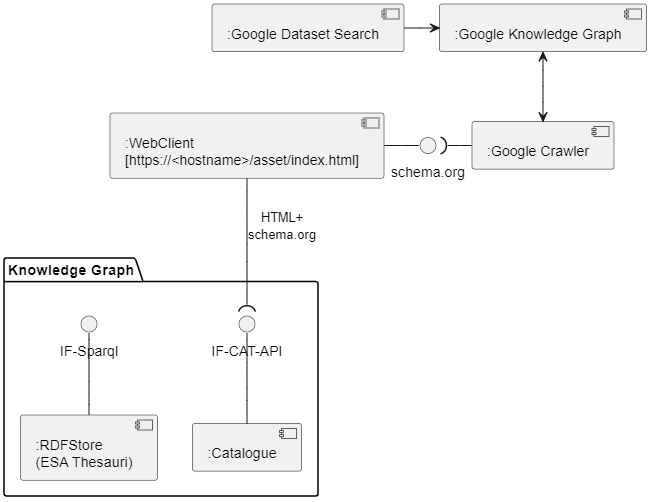 :Google Dataset Search
:Google Knowledge Graph
:WebClient
[https://<hostname>/asset/index.html]
schema.org
:Google Crawler
HTML+
schema.org
Knowledge Graph
IF-Sparql
IF-CAT-API
:RDFStore
(ESA Thesauri)
:Catalogue